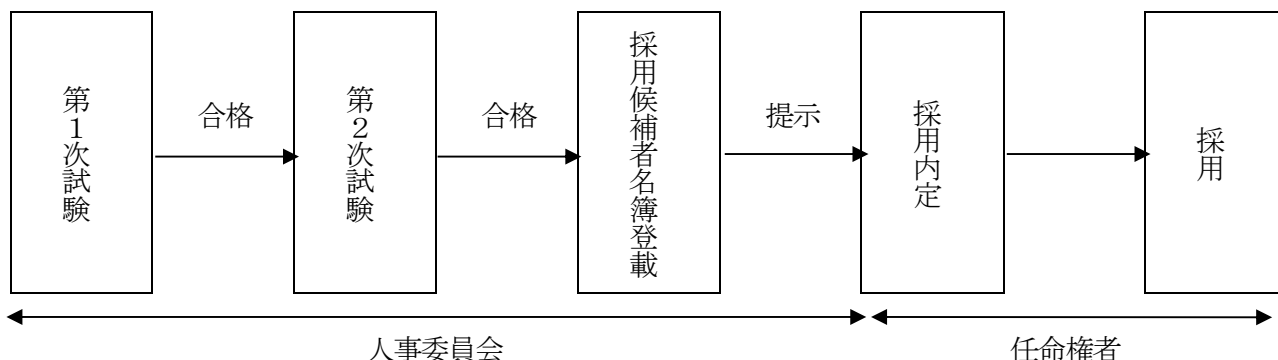 第１次試験
合格
第２次試験
合格
採用候補者名簿登載
提示
採用内定
採用
人事委員会
任命権者